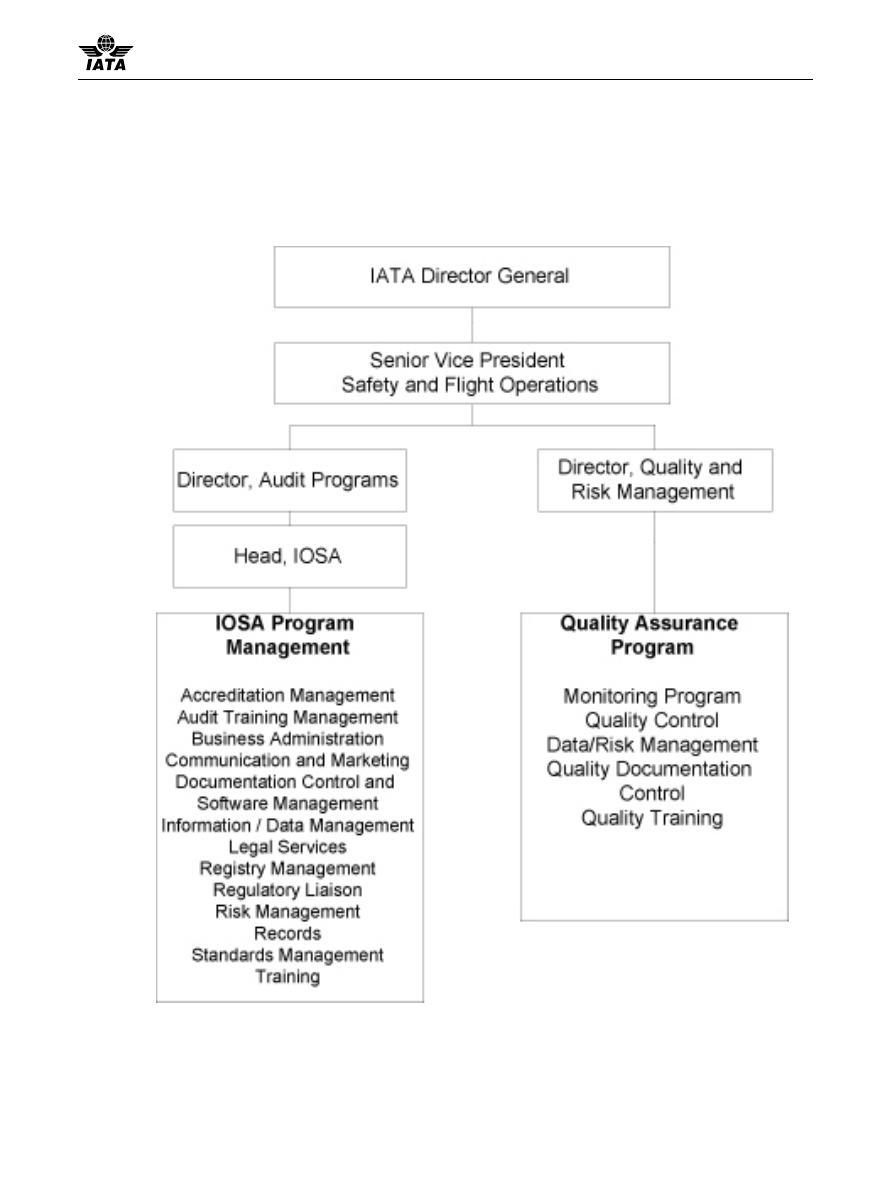 IATA
IATA Director General
Senior Vice President
Safety and Flight Operations
Director, Audit Programs
Director, Quality and
Risk Management
Head, IOSA
IOSA Program
Management
Accreditation Management
Audit Training Management
Business Administration
Communication and Marketing
Documentation Control and
Software Management
Information / Data Management
Legal Services
Registry Management
Regulatory Liaison
Risk Management
Records
Standards Management
Training
Quality Assurance
Program
Monitoring Program
Quality Control
Data/Risk Management
Quality Documentation
Control
Quality Training